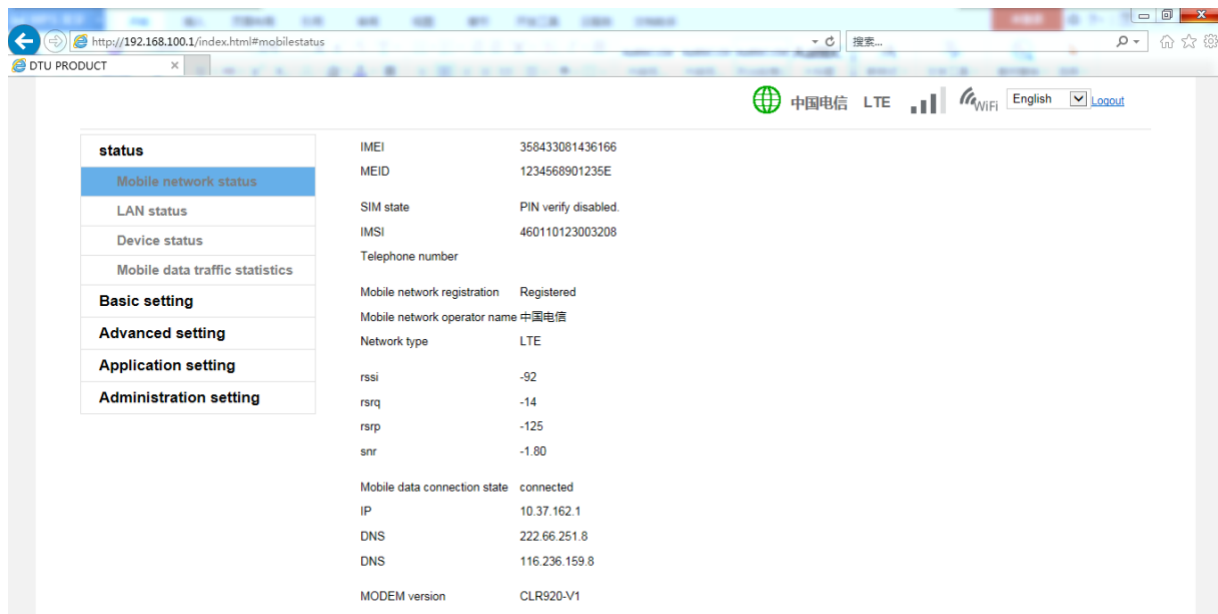 http://192.168.100.1/index.html#mobilestatus
搜索...
DTU PRODUCT
中国电信 LTE WiFi English Logout
status
Mobile network status
LAN status
Device status
Mobile data traffic statistics
Basic setting
Advanced setting
Application setting
Administration setting
IMEI 358433081436166
MEID 1234568901235E
SIM state PIN verify disabled.
IMSI 460110123003208
Telephone number
Mobile network registration Registered
Mobile network operator name 中国电信
Network type LTE
rssi -92
rsrq -14
rsrp -125
snr -1.80
Mobile data connection state connected
IP 10.37.162.1
DNS 222.66.251.8
DNS 116.236.159.8
MODEM version CLR920-V1